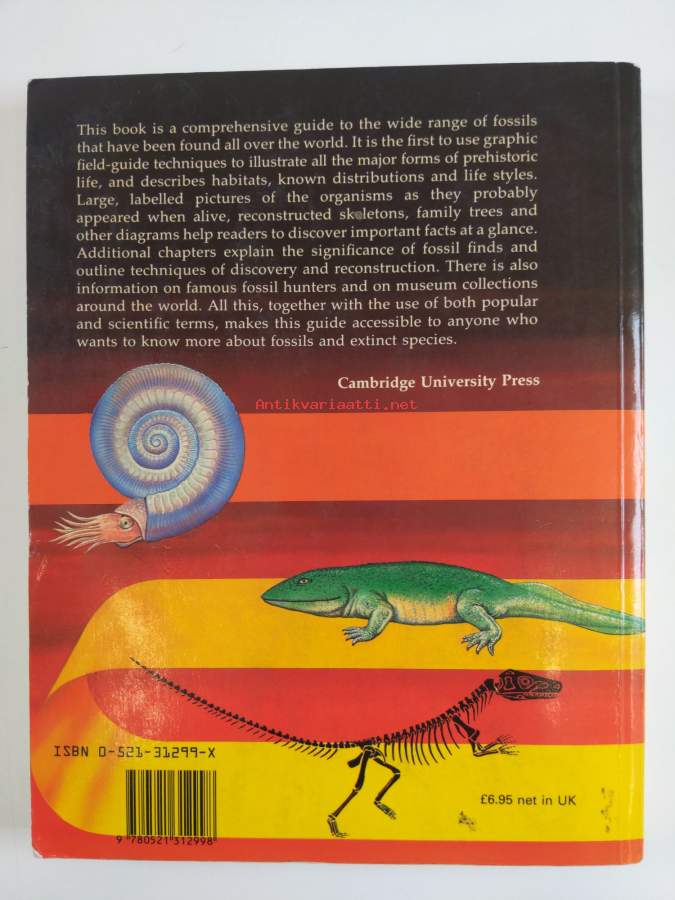 This book is a comprehensive guide to the wide range of fossils
that have been found all over the world. It is the first to use graphic
field-guide techniques to illustrate all the major forms of prehistoric
life, and describes habitats, known distributions and life styles.
Large, labelled pictures of the organisms as they probably
appeared when alive, reconstructed skeletons, family trees and
other diagrams help readers to discover important facts at a glance.
Additional chapters explain the significance of fossil finds and
outline techniques of discovery and reconstruction. There is also
information on famous fossil hunters and on museum collections
around the world. All this, together with the use of both popular
and scientific terms, makes this guide accessible to anyone who
wants to know more about fossils and extinct species.
Cambridge University Press
Antikvariaatti.net
ISBN 0-521-31299-X
9 780521 312998
£6.95 net in UK